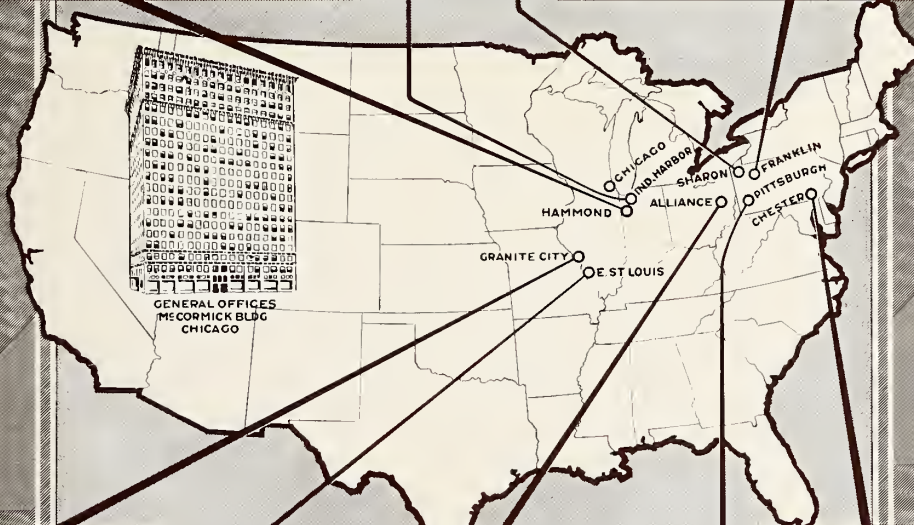 CHICAGO
IND. HARBOR
HAMMOND
SHARON
FRANKLIN
ALLIANCE
PITTSBURGH
CHESTER
GRANITE CITY
E. ST LOUIS
GENERAL OFFICES
McCORMICK BLDG
CHICAGO